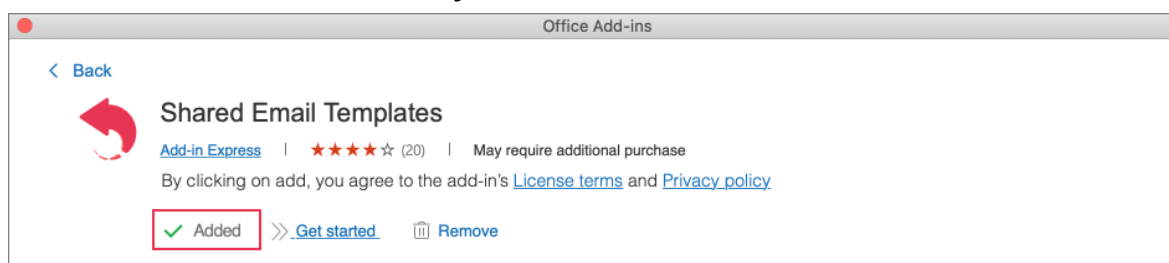 Office Add-ins
Back
Shared Email Templates
Add-in Express | ★★★★☆ (20) | May require additional purchase
By clicking on add, you agree to the add-in's License terms and Privacy policy
Added Get started Remove